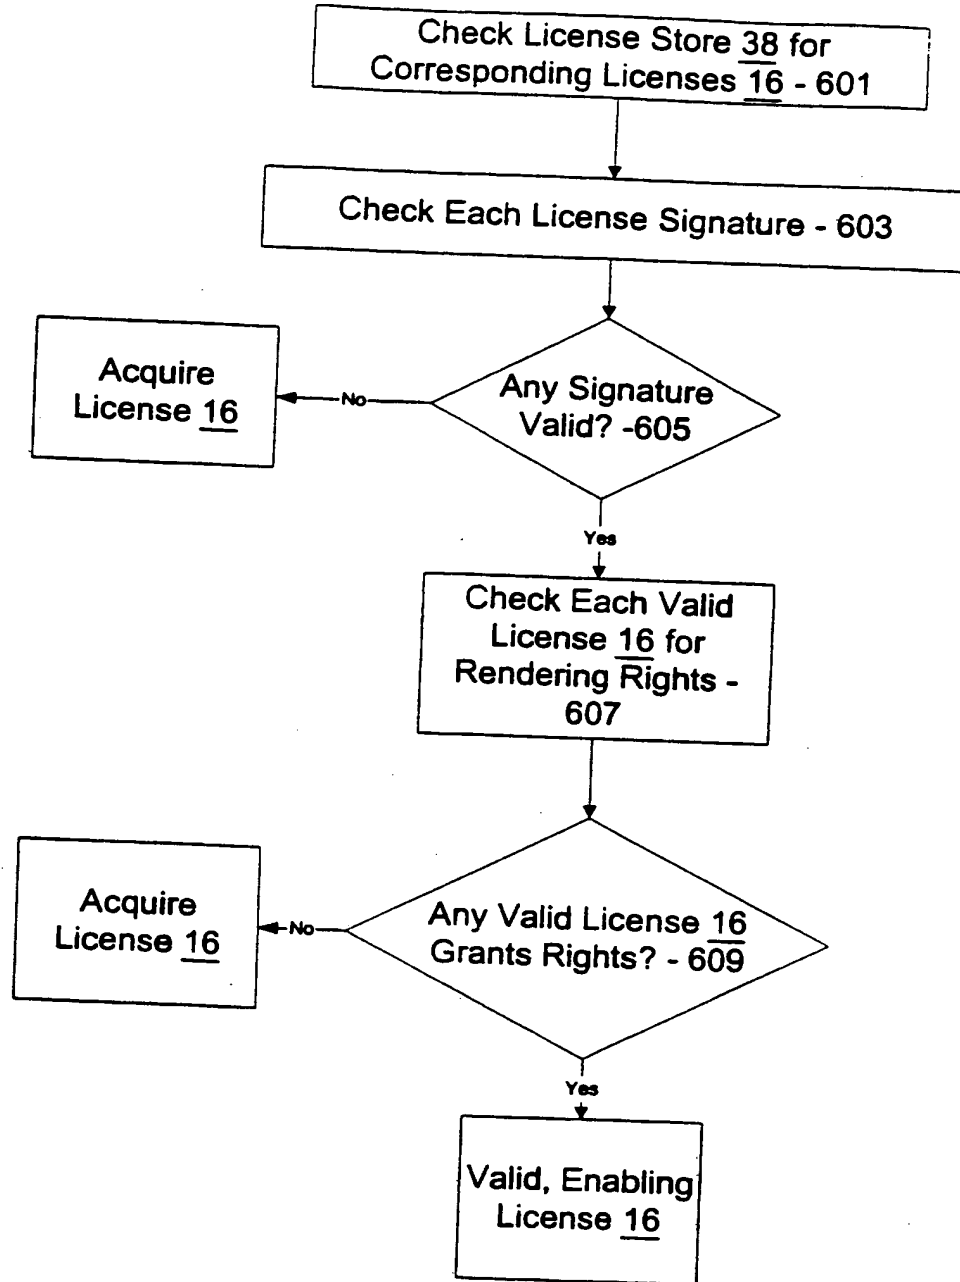 Check License Store 38 for
Corresponding Licenses 16 - 601
Check Each License Signature - 603
Acquire
License 16
No
Any Signature
Valid? -605
Yes
Check Each Valid
License 16 for
Rendering Rights -
607
Acquire
License 16
No
Any Valid License 16
Grants Rights? - 609
Yes
Valid, Enabling
License 16